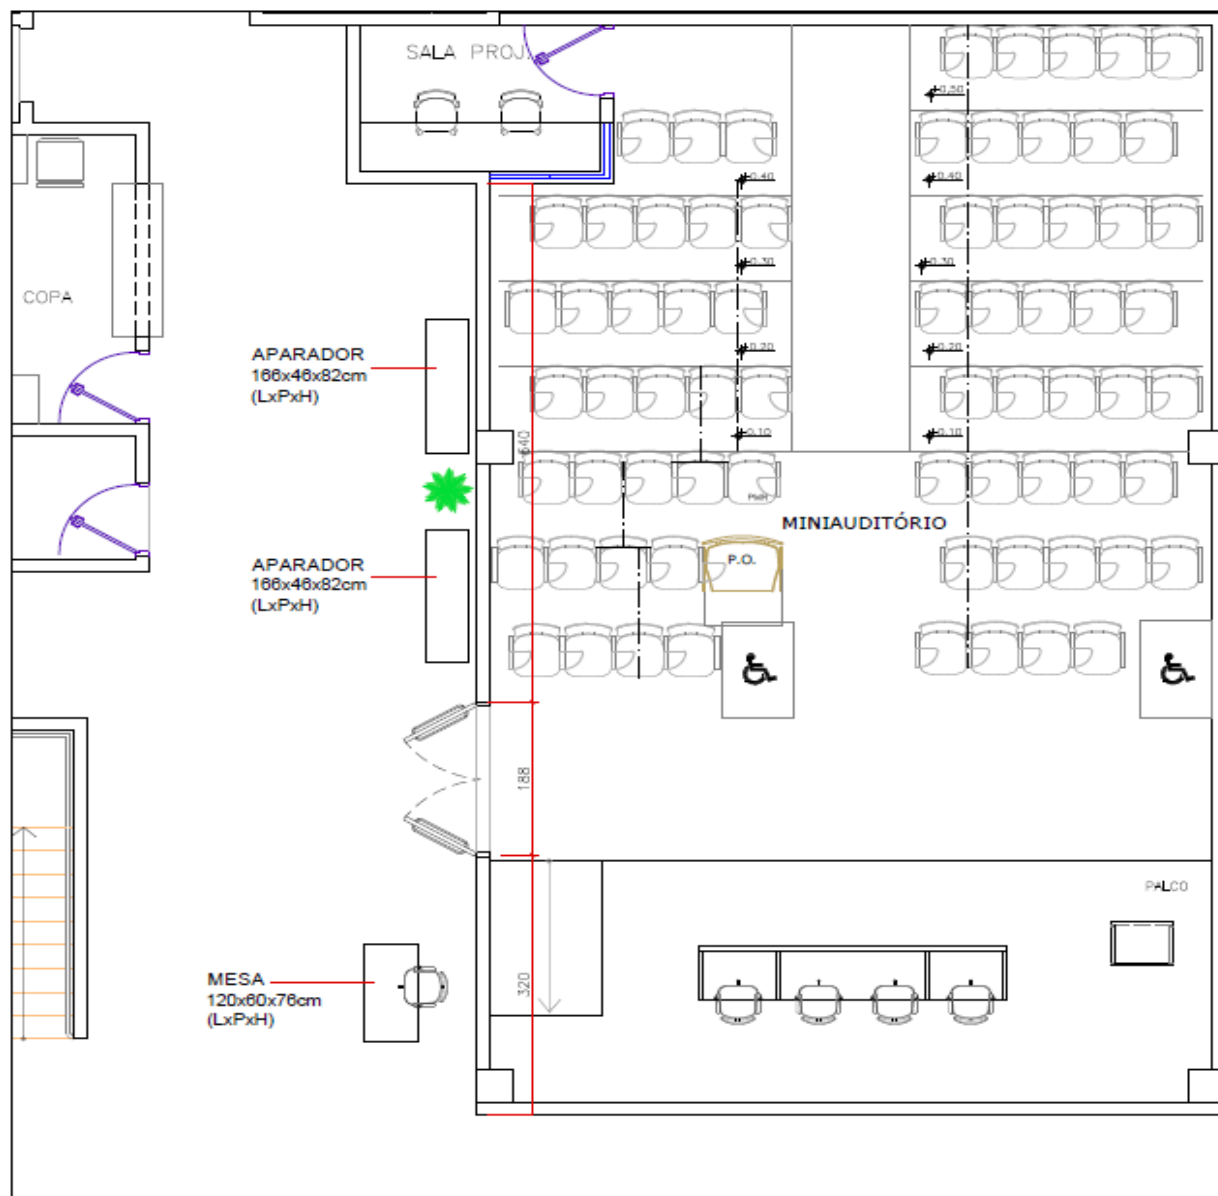 SALA PROJ.
+0,50
+0,40
+0,40
+0,30
+0,30
COPA
APARADOR
166x46x82cm
(LxPxH)
+0,20
+0,20
+0,10
+0,10
640
PMR
MINIAUDITÓRIO
P.O.
APARADOR
166x46x82cm
(LxPxH)
188
PALCO
MESA
120x60x76cm
(LxPxH)
320